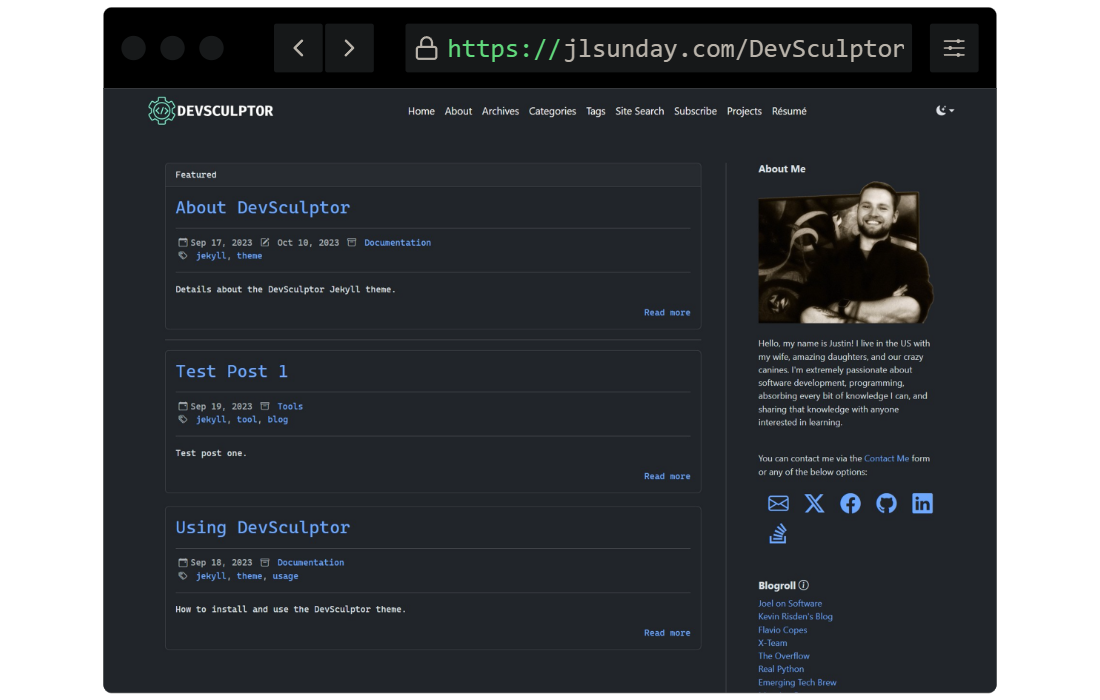 https://jlsunday.com/DevSculptor
DEVSCULPTOR
Home About Archives Categories Tags Site Search Subscribe Projects Résumé
Featured
About DevSculptor
Sep 17, 2023 Oct 10, 2023 Documentation
jekyll, theme
Details about the DevSculptor Jekyll theme.
Read more
Test Post 1
Sep 19, 2023 Tools
jekyll, tool, blog
Test post one.
Read more
Using DevSculptor
Sep 18, 2023 Documentation
jekyll, theme, usage
How to install and use the DevSculptor theme.
Read more
About Me
Hello, my name is Justin! I live in the US with
my wife, amazing daughters, and our crazy
canines. I'm extremely passionate about
software development, programming,
absorbing every bit of knowledge I can, and
sharing that knowledge with anyone
interested in learning.
You can contact me via the Contact Me form
or any of the below options:
Blogroll
Joel on Software
Kevin Risden's Blog
Flavio Copes
X-Team
The Overflow
Real Python
Emerging Tech Brew